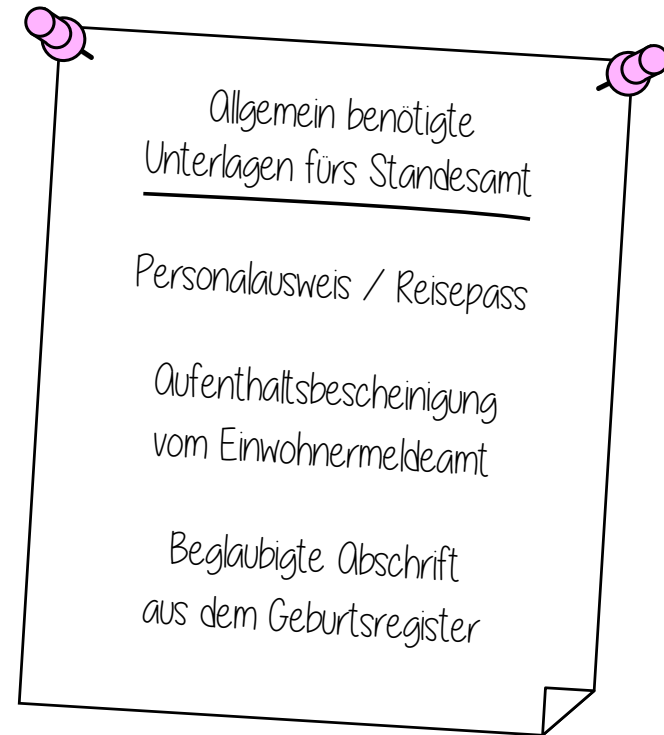 Allgemein benötigte
Unterlagen fürs Standesamt
Personalausweis / Reisepass
Aufenthaltsbescheinigung
vom Einwohnermeldeamt
Beglaubigte Abschrift
aus dem Geburtsregister